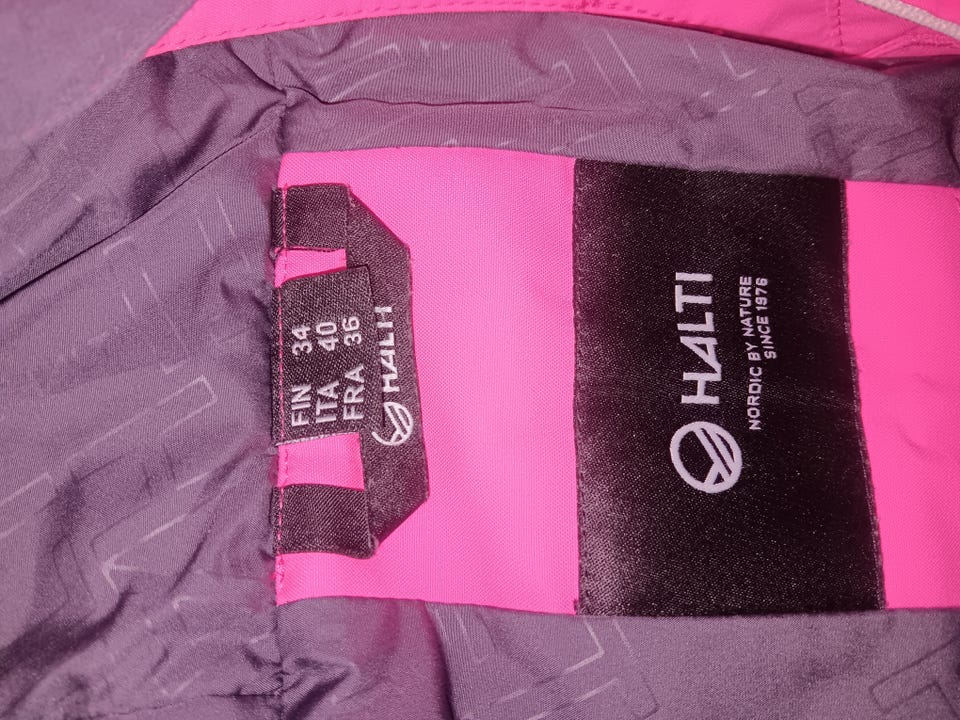 FIN 34
ITA 40
FRA 36
HALTI
HALTI
NORDIC BY NATURE
SINCE 1976